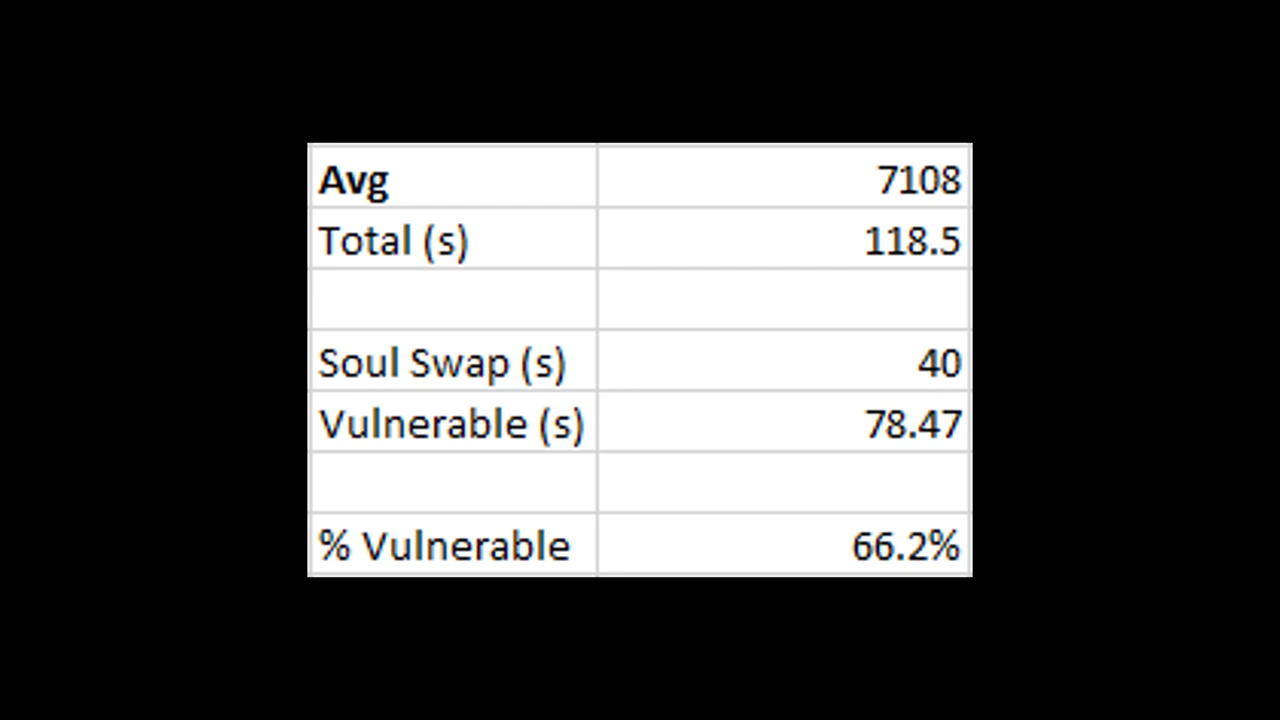 Avg 7108
Total (s) 118.5
Soul Swap (s) 40
Vulnerable (s) 78.47
% Vulnerable 66.2%